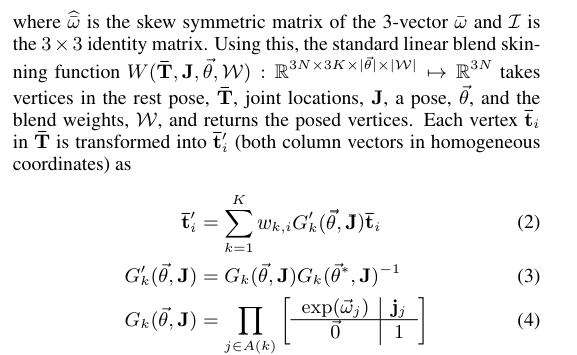 where $\widehat{\bar{\omega}}$ is the skew symmetric matrix of the 3-vector $\bar{\omega}$ and $\mathcal{I}$ is
the 3 × 3 identity matrix. Using this, the standard linear blend skin-
ning function $W(\bar{\mathbf{T}}, \mathbf{J}, \vec{\theta}, \mathcal{W}) : \mathbb{R}^{3N \times 3K \times |\vec{\theta}| \times |\mathcal{W}|} \mapsto \mathbb{R}^{3N}$ takes
vertices in the rest pose, $\bar{\mathbf{T}}$, joint locations, $\mathbf{J}$, a pose, $\vec{\theta}$, and the
blend weights, $\mathcal{W}$, and returns the posed vertices. Each vertex $\bar{\mathbf{t}}_i$
in $\bar{\mathbf{T}}$ is transformed into $\bar{\mathbf{t}}'_i$ (both column vectors in homogeneous
coordinates) as
$\bar{\mathbf{t}}'_i = \sum_{k=1}^{K} w_{k,i} G'_k(\vec{\theta}, \mathbf{J}) \bar{\mathbf{t}}_i$ (2)
$G'_k(\vec{\theta}, \mathbf{J}) = G_k(\vec{\theta}, \mathbf{J}) G_k(\vec{\theta}^*, \mathbf{J})^{-1}$ (3)
$G_k(\vec{\theta}, \mathbf{J}) = \prod_{j \in A(k)} \left[ \begin{array}{c|c} \exp(\vec{\omega}_j) & \mathbf{j}_j \\ \hline \vec{0} & 1 \end{array} \right]$ (4)